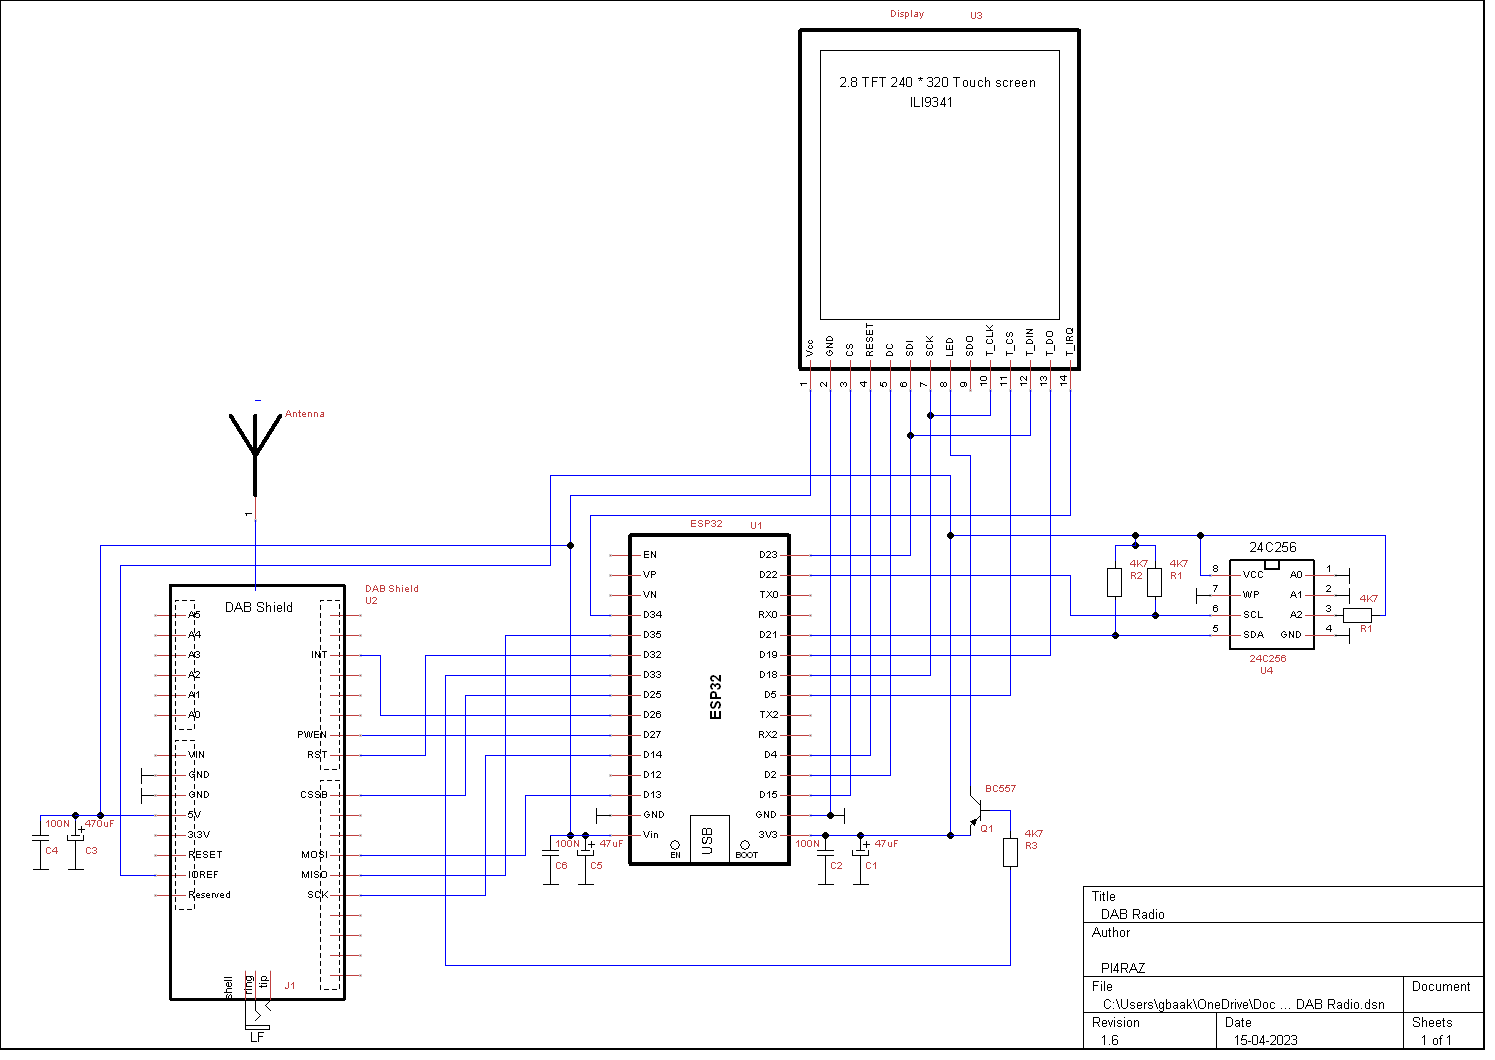 Display U3
2.8 TFT 240 * 320 Touch screen
ILI9341
Vcc GND CS RESET DC SDI SCK LED SDO T_CLK T_CS T_DIN T_DO T_IRQ
1 2 3 4 5 6 7 8 9 10 11 12 13 14
Antenna
1
DAB Shield
U2
DAB Shield
A5
A4
A3
A2
A1
A0
VIN
GND
GND
5V
3I3V
RESET
IOREF
Reserved
INT
PWEN
RST
CSSB
MOSI
MISO
SCK
shell ring tip
J1
LF
100N
C4
470uF
+
C3
ESP32 U1
EN
VP
VN
D34
D35
D32
D33
D25
D26
D27
D14
D12
D13
GND
Vin
ESP32
D23
D22
TX0
RX0
D21
D19
D18
D5
TX2
RX2
D4
D2
D15
GND
3V3
EN
USB
BOOT
100N
C6
+ 47uF
C5
100N
C2
+ 47uF
C1
BC557
Q1
4K7
R3
4K7
R2
4K7
R1
24C256
8 VCC A0 1
7 WP A1 2
6 SCL A2 3
5 SDA GND 4
24C256
U4
4K7
R1
Title
DAB Radio
Author
PI4RAZ
File
C:\Users\gbaak\OneDrive\Doc ... DAB Radio.dsn
Document
Revision
1.6
Date
15-04-2023
Sheets
1 of 1